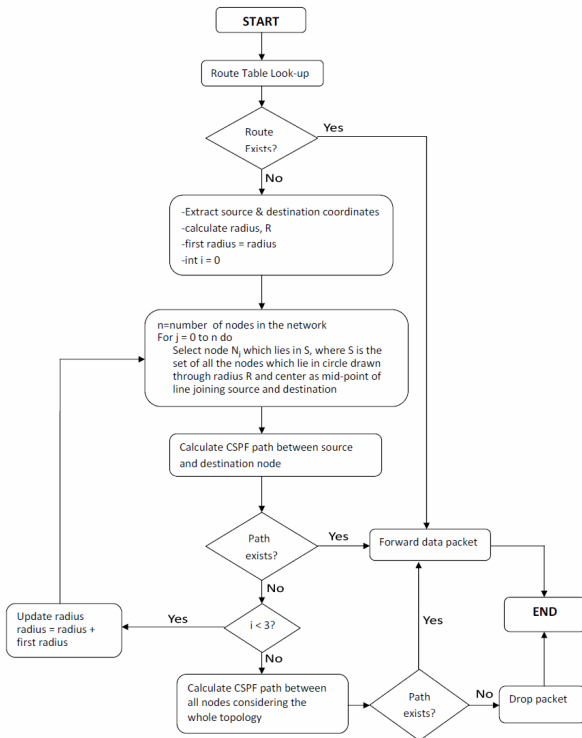 START
Route Table Look-up
Route
Exists?
Yes
No
-Extract source & destination coordinates
-calculate radius, R
-first radius = radius
-int i = 0
n=number of nodes in the network
For j = 0 to n do
Select node Nj which lies in S, where S is the
set of all the nodes which lie in circle drawn
through radius R and center as mid-point of
line joining source and destination
Calculate CSPF path between source
and destination node
Path
exists?
Yes
Forward data packet
No
END
i < 3?
Yes
Update radius
radius = radius +
first radius
No
Yes
Calculate CSPF path between
all nodes considering the
whole topology
Path
exists?
No
Drop packet